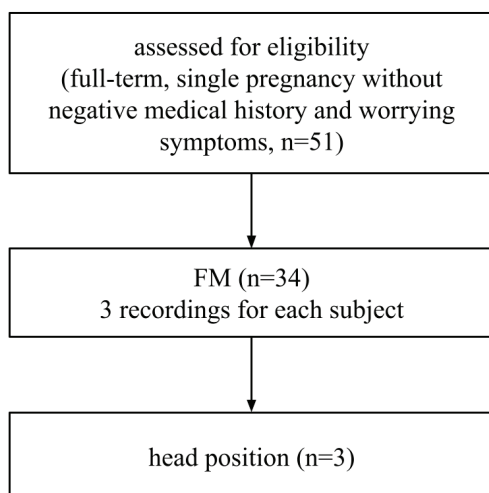 assessed for eligibility
(full-term, single pregnancy without
negative medical history and worrying
symptoms, n=51)
FM (n=34)
3 recordings for each subject
head position (n=3)